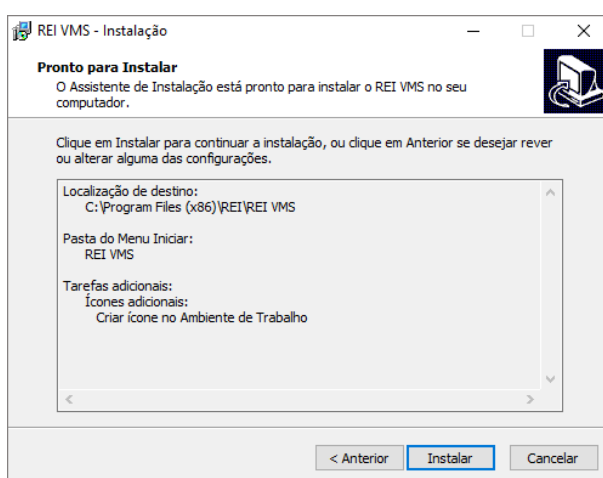 REI VMS - Instalação
Pronto para Instalar
O Assistente de Instalação está pronto para instalar o REI VMS no seu
computador.
Clique em Instalar para continuar a instalação, ou clique em Anterior se desejar rever
ou alterar alguma das configurações.
Localização de destino:
C:\Program Files (x86)\REI\REI VMS
Pasta do Menu Iniciar:
REI VMS
Tarefas adicionais:
Ícones adicionais:
Criar ícone no Ambiente de Trabalho
< Anterior
Instalar
Cancelar